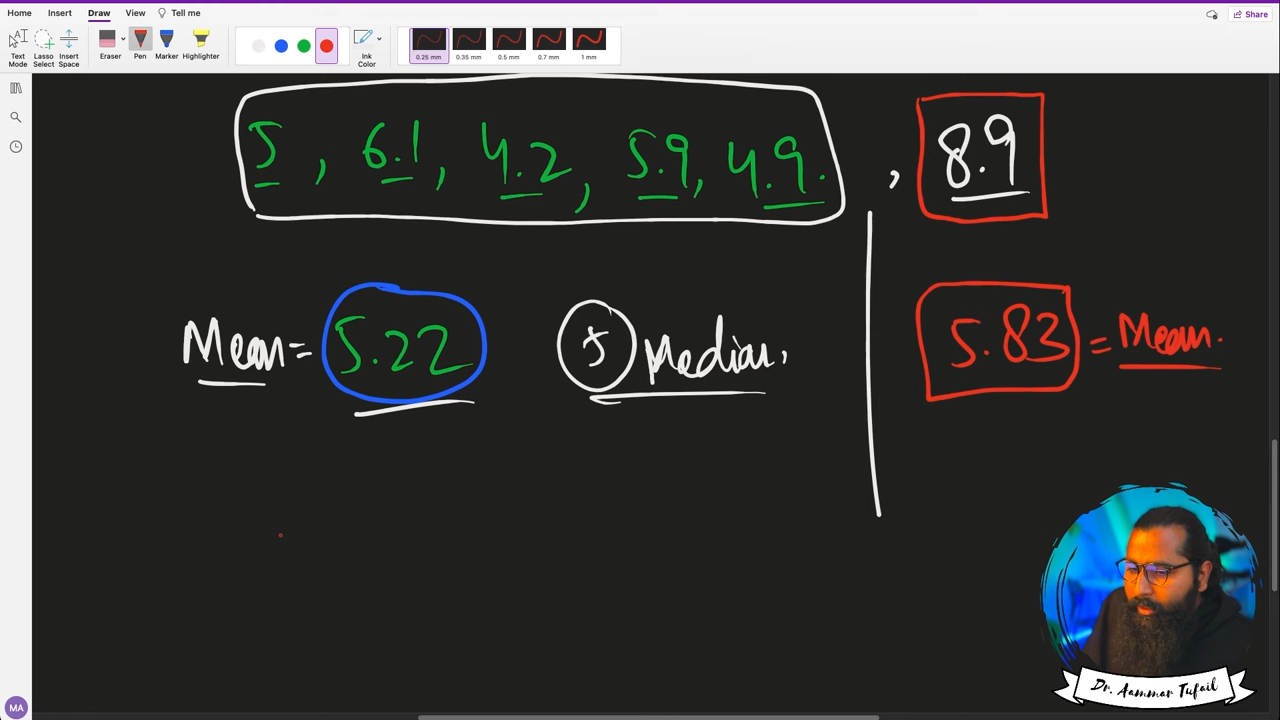 Home Insert Draw View Tell me Share
Text Mode Lasso Select Insert Space Eraser Pen Marker Highlighter Ink Color 0.25 mm 0.35 mm 0.5 mm 0.7 mm 1 mm
5 , 6.1 , 4.2 , 5.9 , 4.9 . , 8.9
Mean = 5.22 5 Median. 5.83 = Mean.
Dr. Aammar Tufail
MA